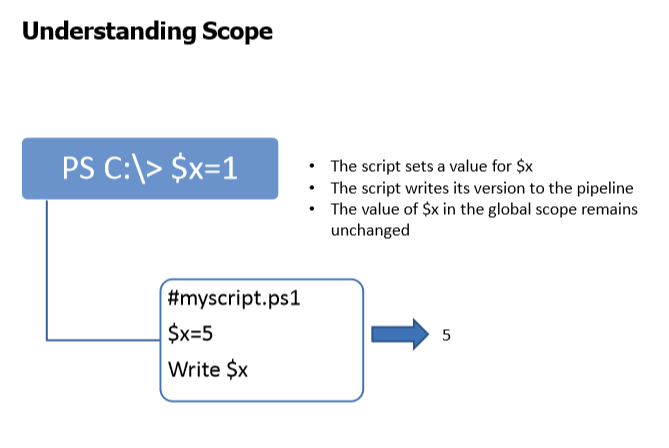 Understanding Scope
PS C:\> $x=1
• The script sets a value for $x
• The script writes its version to the pipeline
• The value of $x in the global scope remains
unchanged
#myscript.ps1
$x=5
Write $x
5